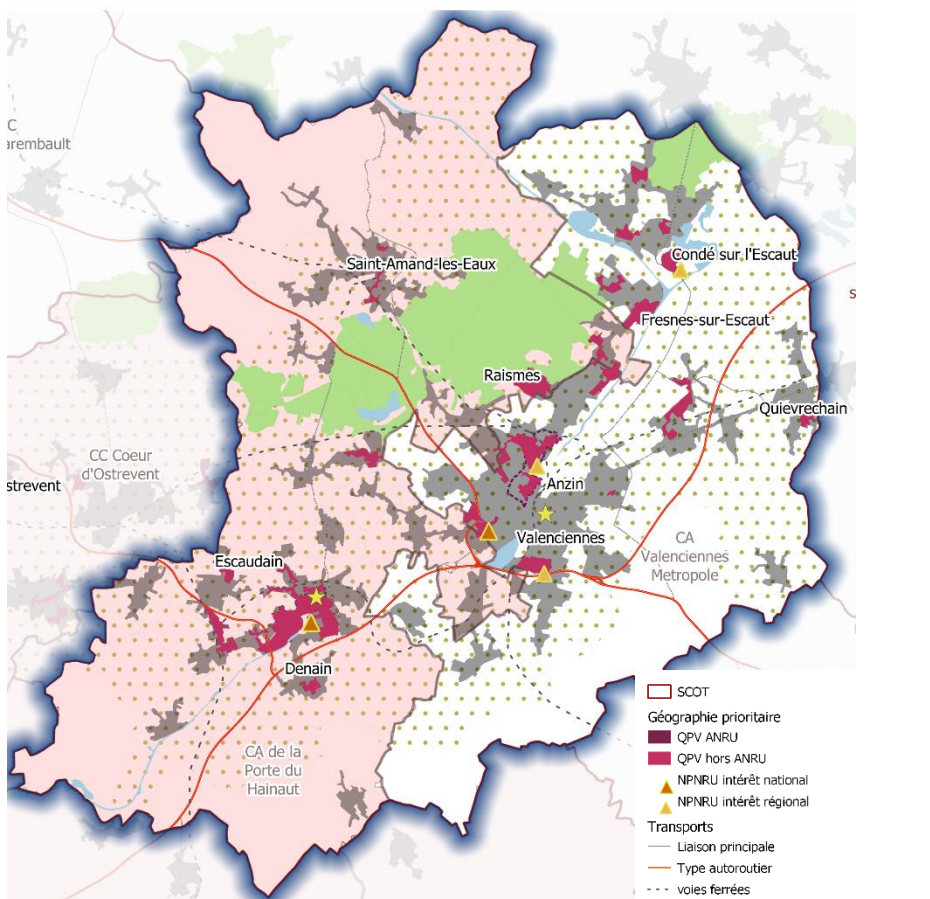 C
arembault
Saint-Amand-les-Eaux
Condé sur l'Escaut
s
Fresnes-sur-Escaut
Raismes
Quievrechain
CC Coeur
d'Ostrevent
ostrevent
Anzin
Valenciennes
CA
Valenciennes
Metropole
Escaudain
Denain
CA de la
Porte du
Hainaut
SCOT
Géographie prioritaire
QPV ANRU
QPV hors ANRU
NPNRU intérêt national
NPNRU intérêt régional
Transports
Liaison principale
Type autoroutier
voies ferrées